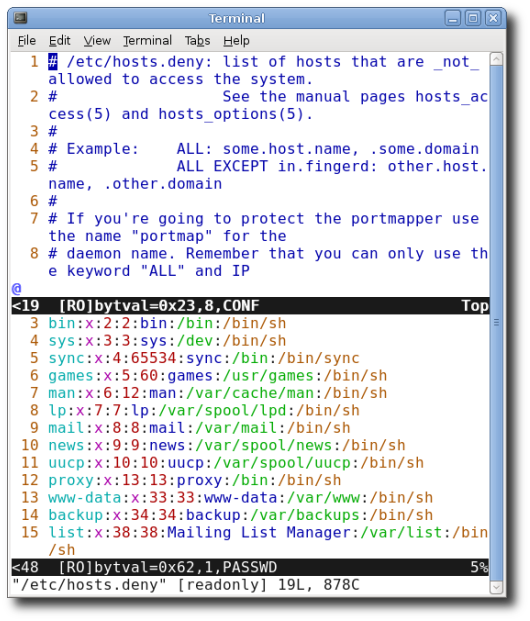 Terminal
File Edit View Terminal Tabs Help
1 # /etc/hosts.deny: list of hosts that are _not_
allowed to access the system.
2 #                  See the manual pages hosts_ac
cess(5) and hosts_options(5).
3 #
4 # Example:    ALL: some.host.name, .some.domain
5 #             ALL EXCEPT in.fingerd: other.host.
name, .other.domain
6 #
7 # If you're going to protect the portmapper use
the name "portmap" for the
8 # daemon name. Remember that you can only use th
e keyword "ALL" and IP
@
<19  [RO]bytval=0x23,8,CONF                      Top
3 bin:x:2:2:bin:/bin:/bin/sh
4 sys:x:3:3:sys:/dev:/bin/sh
5 sync:x:4:65534:sync:/bin:/bin/sync
6 games:x:5:60:games:/usr/games:/bin/sh
7 man:x:6:12:man:/var/cache/man:/bin/sh
8 lp:x:7:7:lp:/var/spool/lpd:/bin/sh
9 mail:x:8:8:mail:/var/mail:/bin/sh
10 news:x:9:9:news:/var/spool/news:/bin/sh
11 uucp:x:10:10:uucp:/var/spool/uucp:/bin/sh
12 proxy:x:13:13:proxy:/bin:/bin/sh
13 www-data:x:33:33:www-data:/var/www:/bin/sh
14 backup:x:34:34:backup:/var/backups:/bin/sh
15 list:x:38:38:Mailing List Manager:/var/list:/bin
/sh
<48  [RO]bytval=0x62,1,PASSWD                     5%
"/etc/hosts.deny" [readonly] 19L, 878C